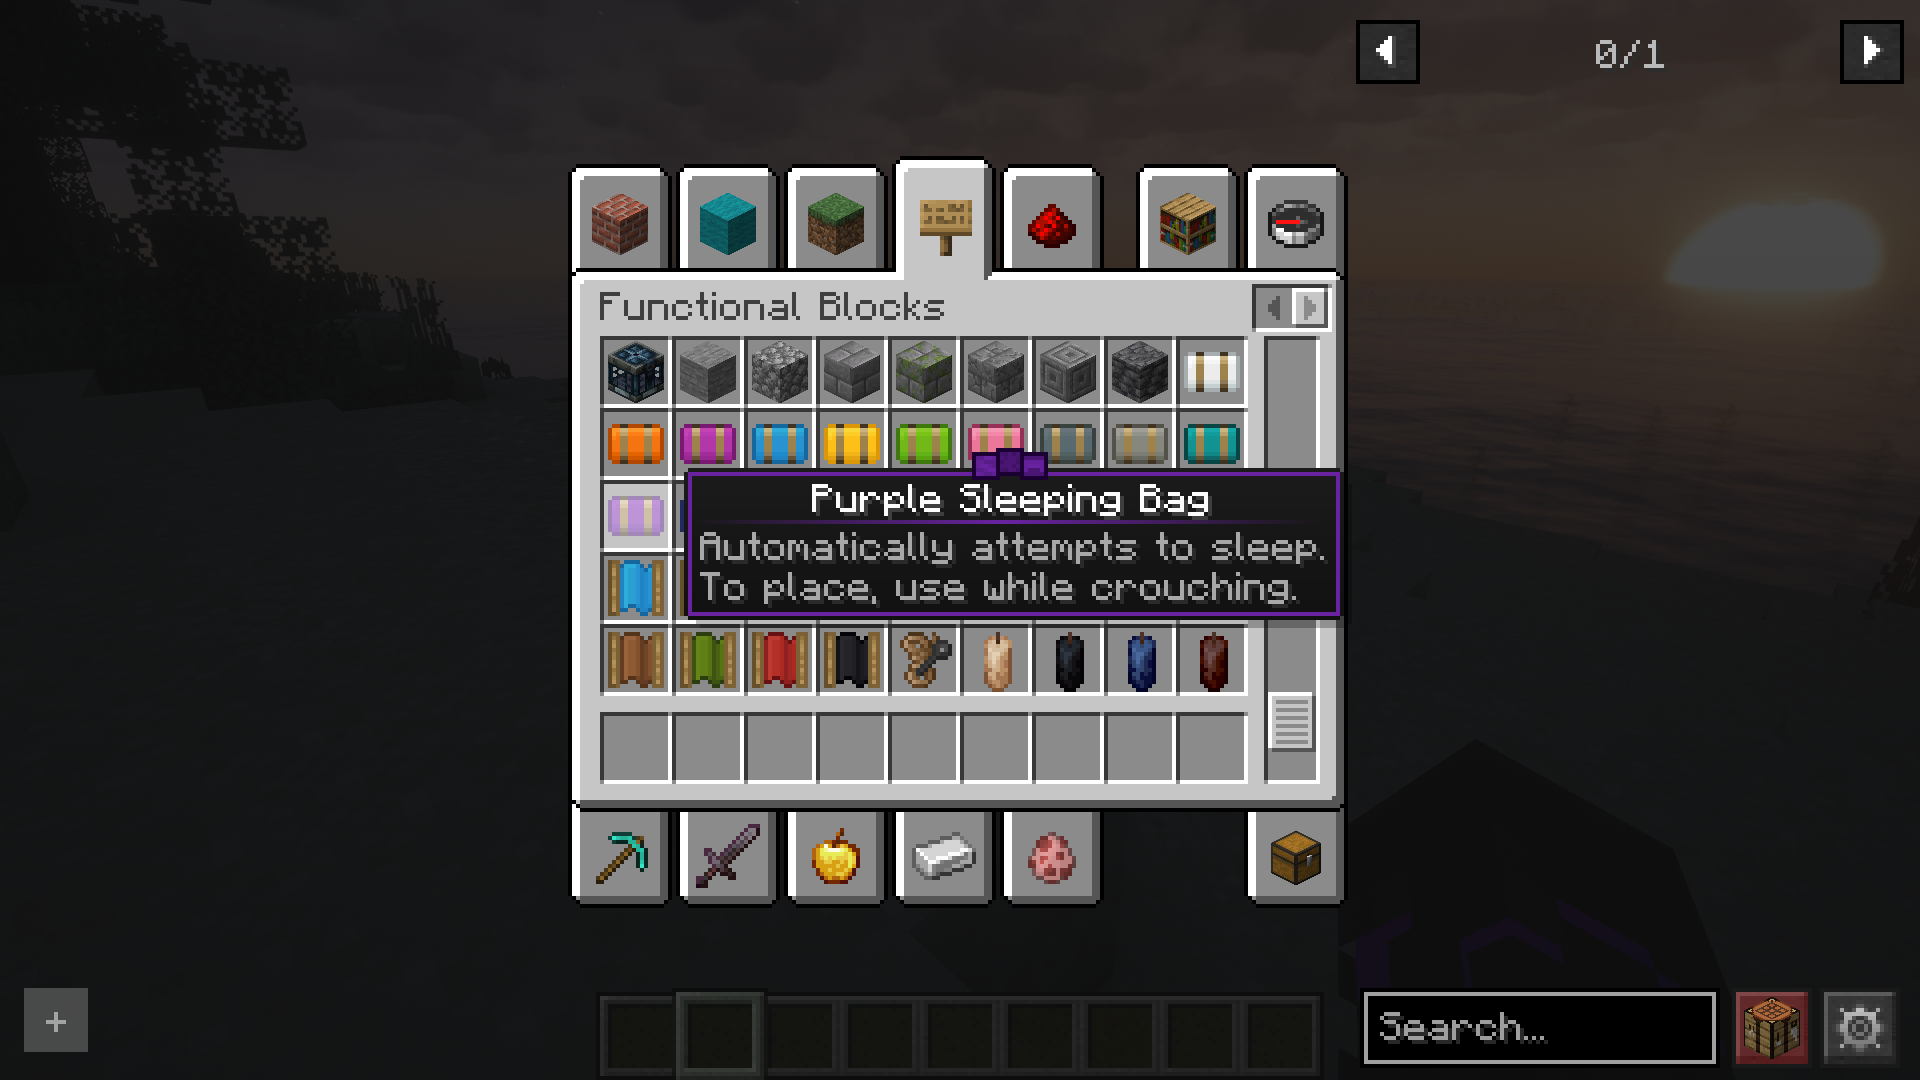 0/1
Functional Blocks
Purple Sleeping Bag
Automatically attempts to sleep.
To place, use while crouching.
+
Search...